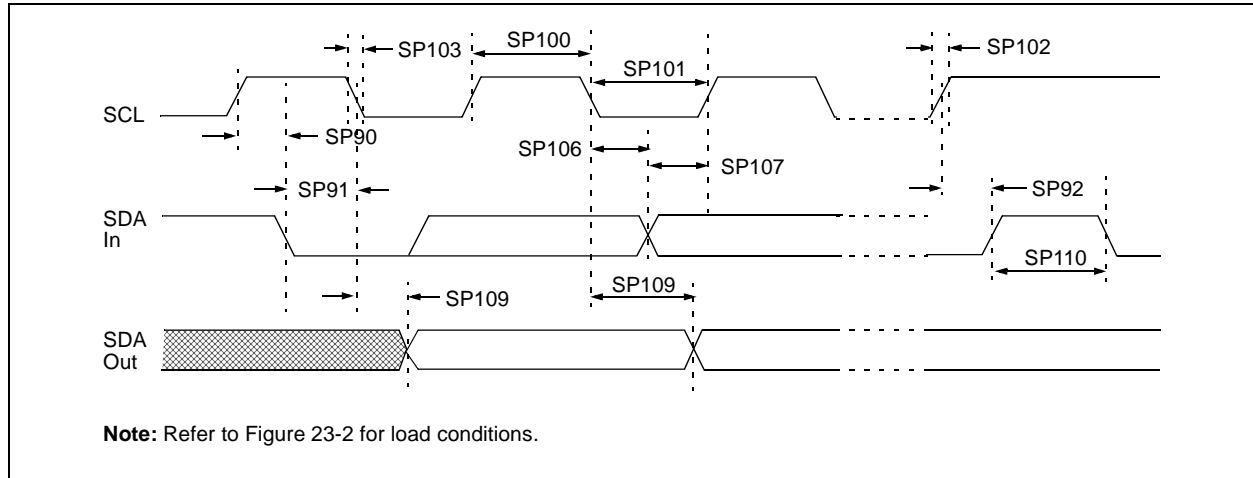 SP103
SP100
SP102
SP101
SCL
SP90
SP106
SP107
SP91
SP92
SDA
In
SP110
SP109
SP109
SDA
Out
Note: Refer to Figure 23-2 for load conditions.